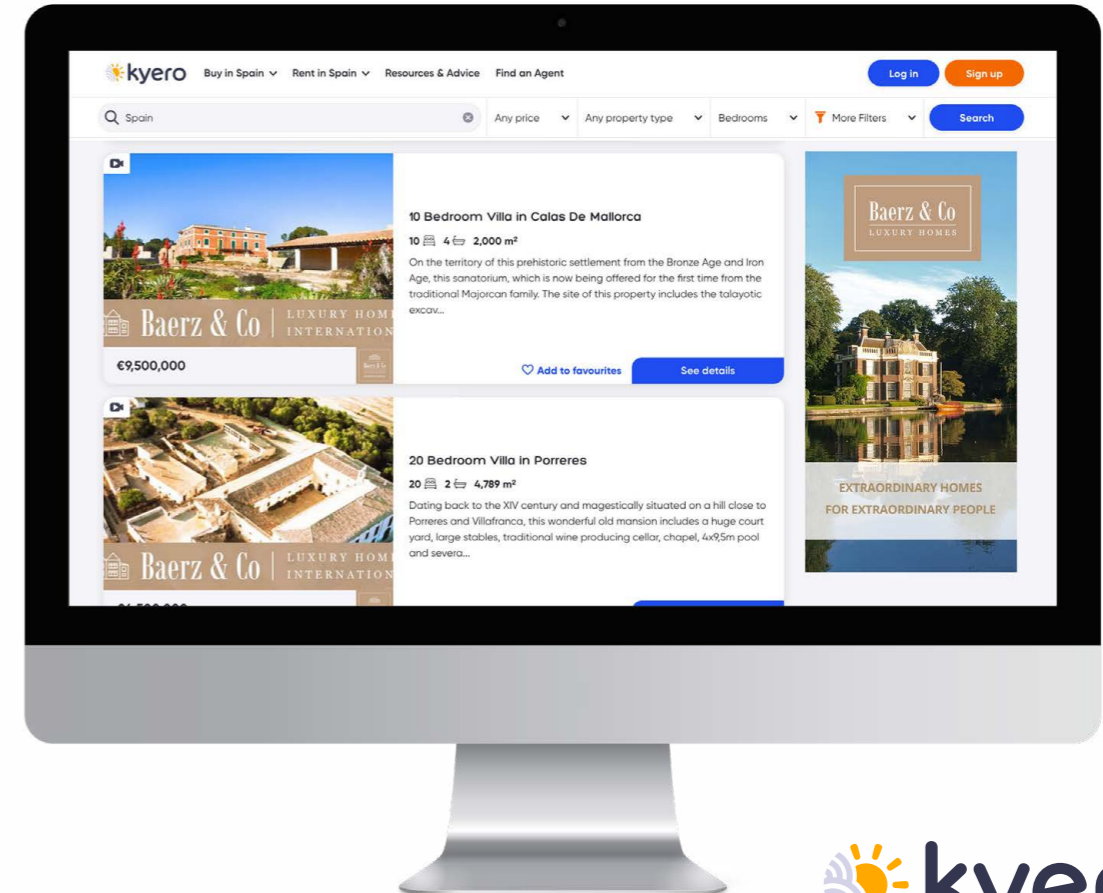 kyero Buy in Spain Rent in Spain Resources & Advice Find an Agent Log in Sign up
Spain Any price Any property type Bedrooms More Filters Search
10 Bedroom Villa in Calas De Mallorca
10 4 2,000 m²
On the territory of this prehistoric settlement from the Bronze Age and Iron
Age, this sanatorium, which is now being offered for the first time from the
traditional Majorcan family. The site of this property includes the talayotic
excav...
Baerz & Co | LUXURY HOM
INTERNATION
€9,500,000
Add to favourites See details
20 Bedroom Villa in Porreres
20 2 4,789 m²
Dating back to the XIV century and magestically situated on a hill close to
Porreres and Villafranca, this wonderful old mansion includes a huge court
yard, large stables, traditional wine producing cellar, chapel, 4x9,5m pool
and severa...
Baerz & Co | LUXURY HOM
INTERNATION
Baerz & Co
LUXURY HOMES
EXTRAORDINARY HOMES
FOR EXTRAORDINARY PEOPLE